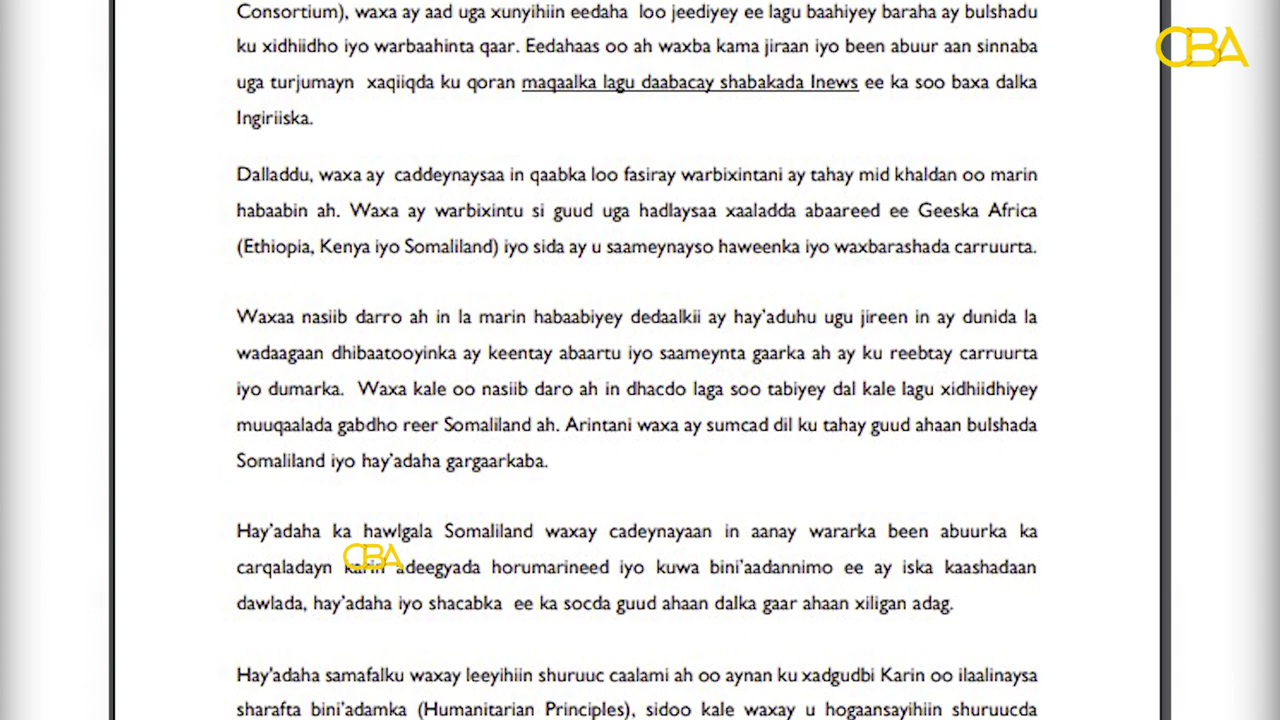 Consortium), waxa ay aad uga xunyihiin eedaha loo jeediyey ee lagu baahiyey baraha ay bulshadu
CBA
ku xidhiidho iyo warbaahinta qaar. Eedahaas oo ah waxba kama jiraan iyo been abuur aan sinnaba
uga turjumayn xaqiiqda ku qoran maqaalka lagu daabacay shabakada Inews ee ka soo baxa dalka
Ingiriiska.
Dalladdu, waxa ay caddeynaysaa in qaabka loo fasiray warbixintani ay tahay mid khaldan oo marin
habaabin ah. Waxa ay warbixintu si guud uga hadlaysaa xaaladda abaareed ee Geeska Africa
(Ethiopia, Kenya iyo Somaliland) iyo sida ay u saameynayso haweenka iyo waxbarashada carruurta.
Waxaa nasiib darro ah in la marin habaabiyey dedaalkii ay hay'aduhu ugu jireen in ay dunida la
wadaagaan dhibaatooyinka ay keentay abaartu iyo saameynta gaarka ah ay ku reebtay carruurta
iyo dumarka. Waxa kale oo nasiib daro ah in dhacdo laga soo tabiyey dal kale lagu xidhiidhiyey
muuqaalada gabdho reer Somaliland ah. Arintani waxa ay sumcad dil ku tahay guud ahaan bulshada
Somaliland iyo hay'adaha gargaarkaba.
Hay'adaha ka hawlgala Somaliland waxay cadeynayaan in aanay wararka been abuurka ka
CBA
carqaladayn karin adeegyada horumarineed iyo kuwa bini'aadannimo ee ay iska kaashadaan
dawlada, hay'adaha iyo shacabka ee ka socda guud ahaan dalka gaar ahaan xiligan adag.
Hay'adaha samafalku waxay leeyihiin shuruuc caalami ah oo aynan ku xadgudbi Karin oo ilaalinaysa
sharafta bini'adamka (Humanitarian Principles), sidoo kale waxay u hogaansayihiin shuruucda